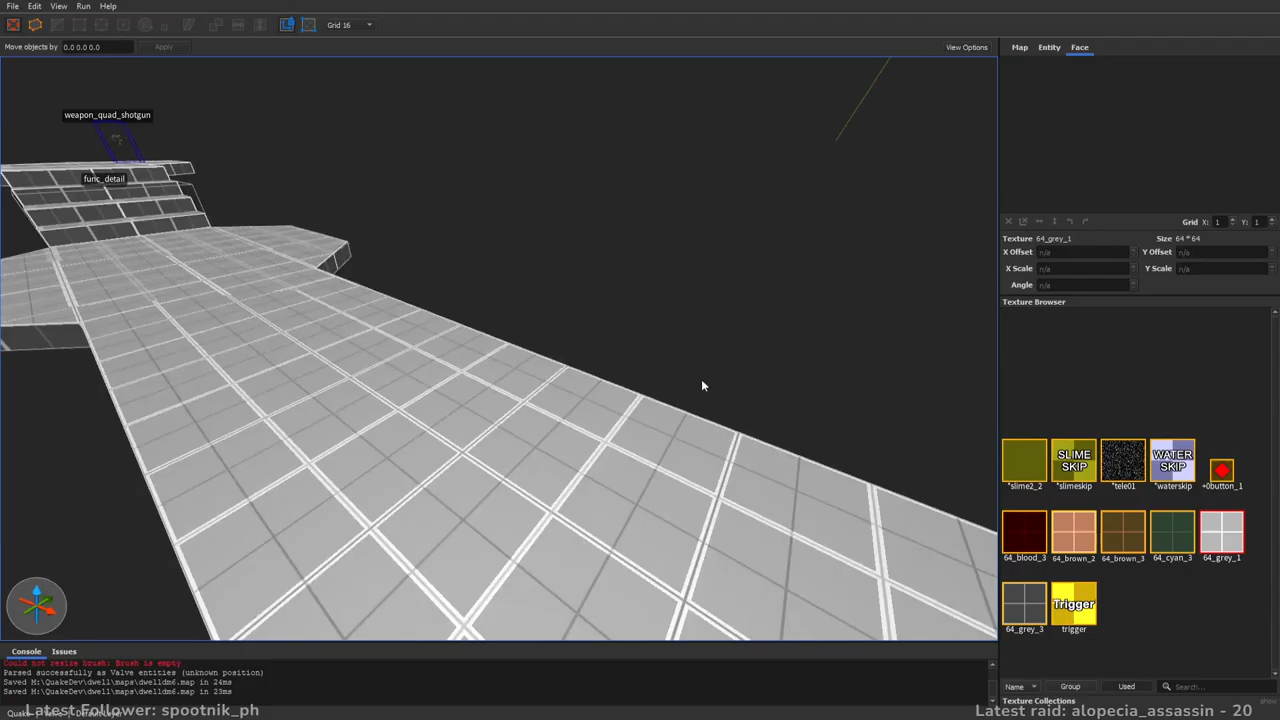 File Edit View Run Help
Grid 16
Move objects by 0.0 0.0 0.0 Apply View Options
Map Entity Face
weapon_quad_shotgun
func_detail
Grid X: 1 Y: 1
Texture 64_grey_1 Size 64 * 64
X Offset n/a Y Offset n/a
X Scale n/a Y Scale n/a
Angle n/a
Texture Browser
SLIME SKIP
WATER SKIP
*slime2_2 *slimeskip *tele01 *waterskip +0button_1
64_blood_3 64_brown_2 64_brown_3 64_cyan_3 64_grey_1
Trigger
64_grey_3 trigger
Console Issues
Could not resize brush: Brush is empty
Parsed successfully as Valve entities (unknown position)
Saved M:\QuakeDev\dwell\maps\dwelldm6.map in 24ms
Saved M:\QuakeDev\dwell\maps\dwelldm6.map in 23ms
Name Group Used Search...
Texture Collections show
Latest Follower: spootnik_ph
Latest raid: alopecia_assassin - 20